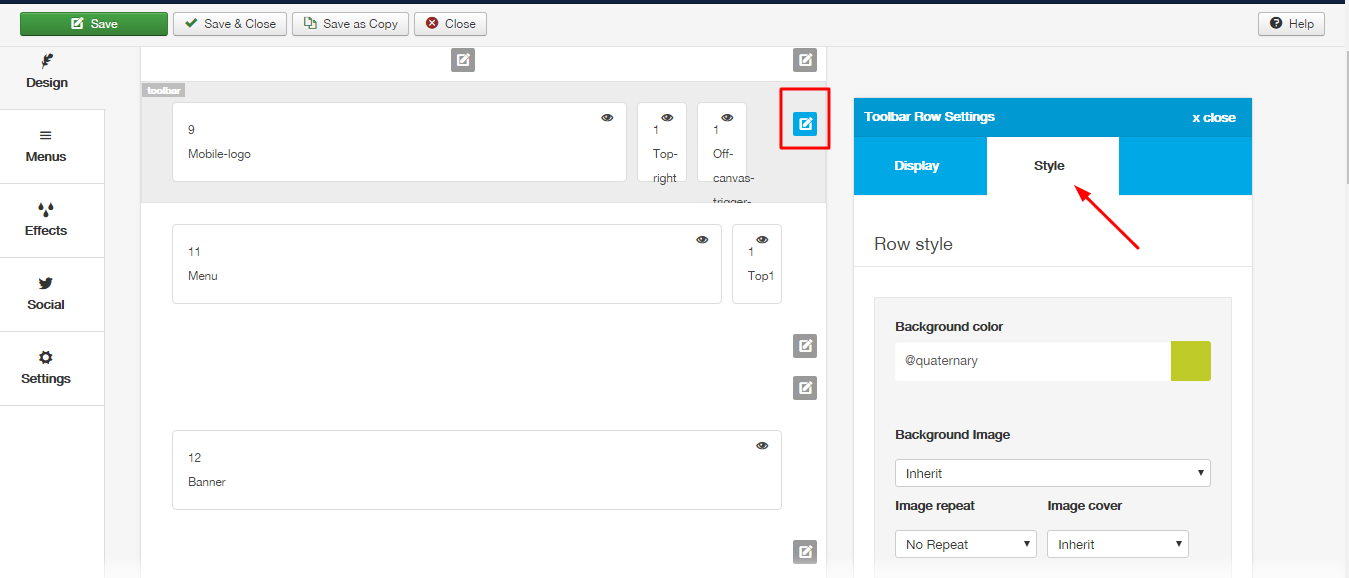 Save
Save & Close
Save as Copy
Close
Help
Design
Menus
Effects
Social
Settings
toolbar
9
Mobile-logo
1
Top-
right
1
Off-
canvas-
trigger-
11
Menu
1
Top1
12
Banner
Toolbar Row Settings
x close
Display
Style
Row style
Background color
@quaternary
Background Image
Inherit
Image repeat
Image cover
No Repeat
Inherit